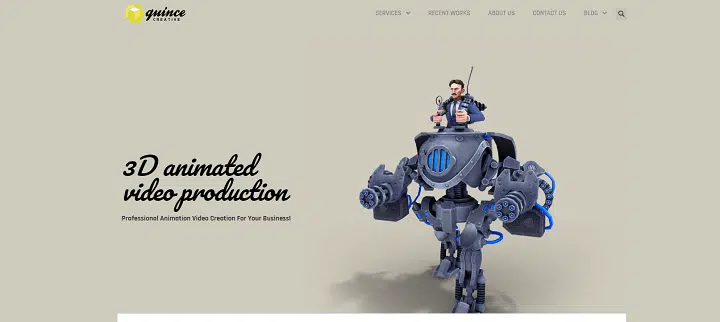 quince
CREATIVE
SERVICES
RECENT WORKS
ABOUT US
CONTACT US
BLOG
3D animated
video production
Professional Animation Video Creation For Your Business!